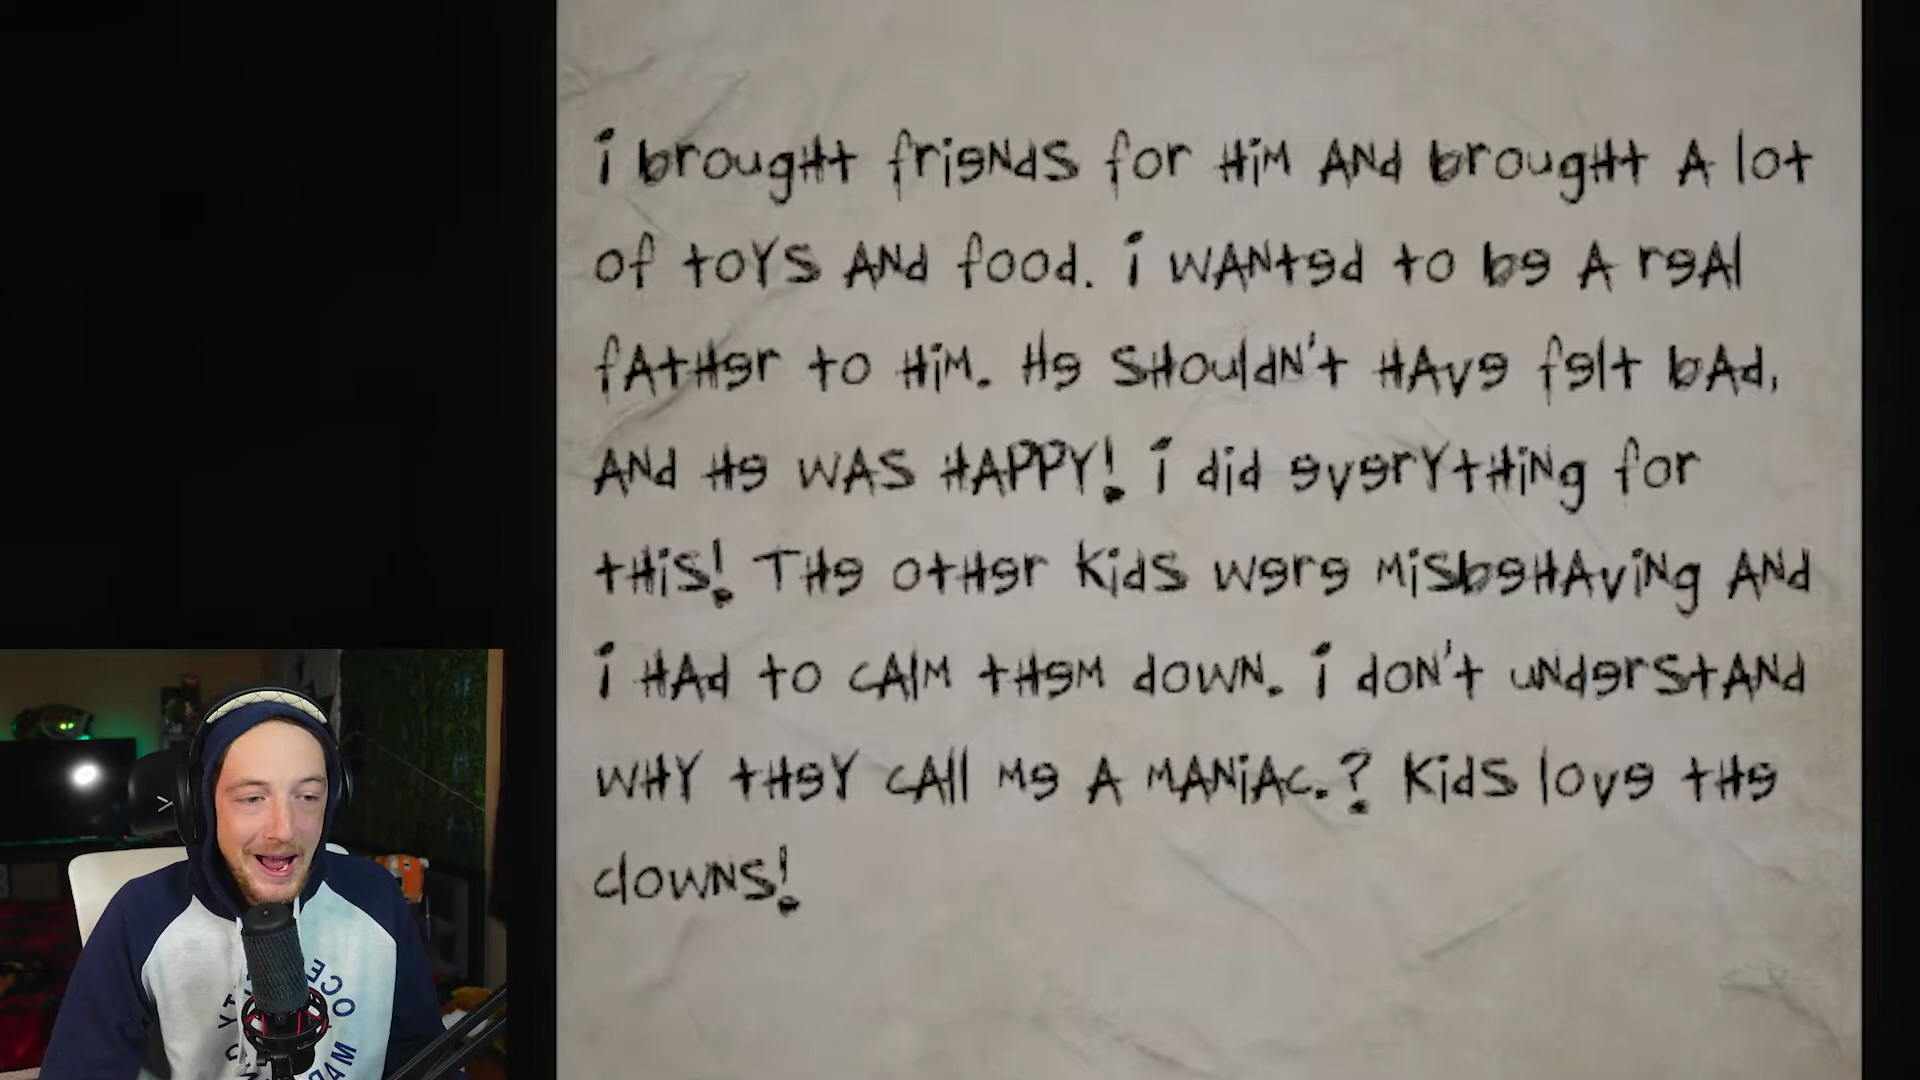 i brought friends for him and brought a lot
of toys and food. i wanted to be a real
father to him. He shouldn't have felt bad,
and he was happy! i did everything for
this! The other kids were misbehaving and
i had to calm them down. i don't understand
why they call me a maniac.? Kids love the
clowns!